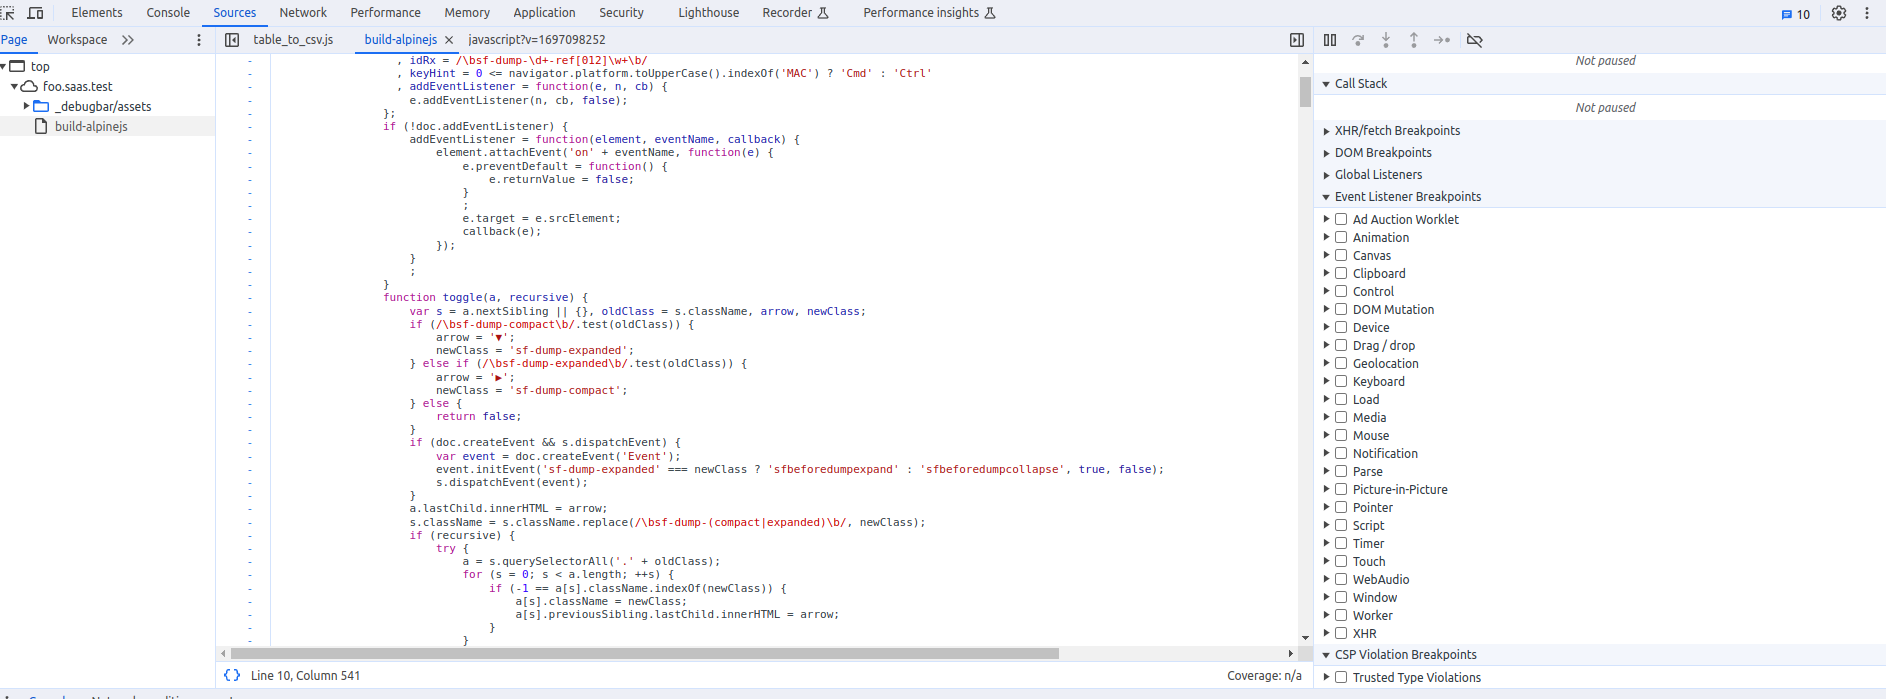 Elements Console Sources Network Performance Memory Application Security Lighthouse Recorder Performance insights 10
Page Workspace
top
foo.saas.test
_debugbar/assets
build-alpinejs
table_to_csv.js build-alpinejs javascript?v=1697098252
- , idRx = /\bsf-dump-\d+-ref[012]\w+\b/
- , keyHint = 0 <= navigator.platform.toUpperCase().indexOf('MAC') ? 'Cmd' : 'Ctrl'
- , addEventListener = function(e, n, cb) {
- e.addEventListener(n, cb, false);
- };
- if (!doc.addEventListener) {
- addEventListener = function(element, eventName, callback) {
- element.attachEvent('on' + eventName, function(e) {
- e.preventDefault = function() {
- e.returnValue = false;
- }
- ;
- e.target = e.srcElement;
- callback(e);
- });
- }
- ;
- }
- function toggle(a, recursive) {
- var s = a.nextSibling || {}, oldClass = s.className, arrow, newClass;
- if (/\bsf-dump-compact\b/.test(oldClass)) {
- arrow = '▼';
- newClass = 'sf-dump-expanded';
- } else if (/\bsf-dump-expanded\b/.test(oldClass)) {
- arrow = '▶';
- newClass = 'sf-dump-compact';
- } else {
- return false;
- }
- if (doc.createEvent && s.dispatchEvent) {
- var event = doc.createEvent('Event');
- event.initEvent('sf-dump-expanded' === newClass ? 'sfbeforedumpexpand' : 'sfbeforedumpcollapse', true, false);
- s.dispatchEvent(event);
- }
- a.lastChild.innerHTML = arrow;
- s.className = s.className.replace(/\bsf-dump-(compact|expanded)\b/, newClass);
- if (recursive) {
- try {
- a = s.querySelectorAll('.' + oldClass);
- for (s = 0; s < a.length; ++s) {
- if (-1 == a[s].className.indexOf(newClass)) {
- a[s].className = newClass;
- a[s].previousSibling.lastChild.innerHTML = arrow;
- }
- }
{} Line 10, Column 541 Coverage: n/a
Not paused
Call Stack
Not paused
XHR/fetch Breakpoints
DOM Breakpoints
Global Listeners
Event Listener Breakpoints
Ad Auction Worklet
Animation
Canvas
Clipboard
Control
DOM Mutation
Device
Drag / drop
Geolocation
Keyboard
Load
Media
Mouse
Notification
Parse
Picture-in-Picture
Pointer
Script
Timer
Touch
WebAudio
Window
Worker
XHR
CSP Violation Breakpoints
Trusted Type Violations